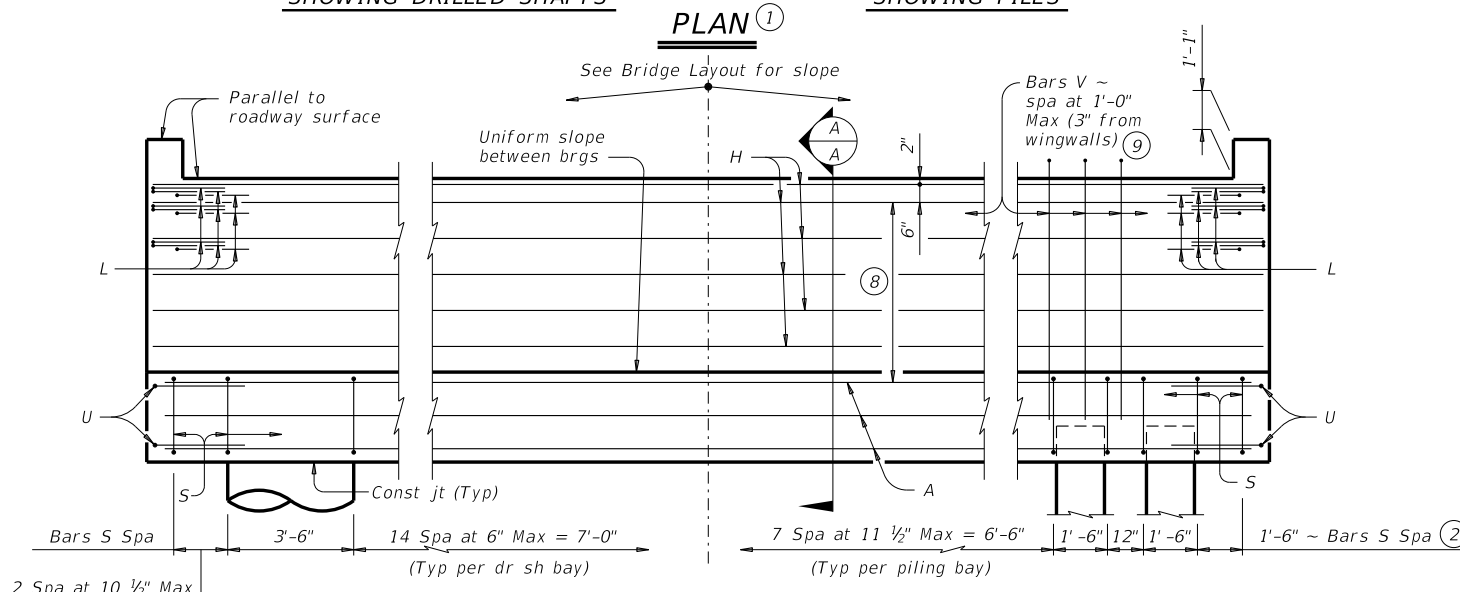 SHOWING DRILLED SHAFTS
SHOWING PILES
PLAN 1
See Bridge Layout for slope
Parallel to
roadway surface
Uniform slope
between brgs
H
A
A
2"
6"
Bars V ~
spa at 1'-0"
Max (3" from
wingwalls) 9
1'-1"
L
8
L
U
U
S
Const jt (Typ)
A
S
Bars S Spa
3'-6"
14 Spa at 6" Max = 7'-0"
(Typ per dr sh bay)
7 Spa at 11 ½" Max = 6'-6"
(Typ per piling bay)
1'-6"
12"
1'-6"
1'-6" ~ Bars S Spa 2
2 Spa at 10 ½" Max